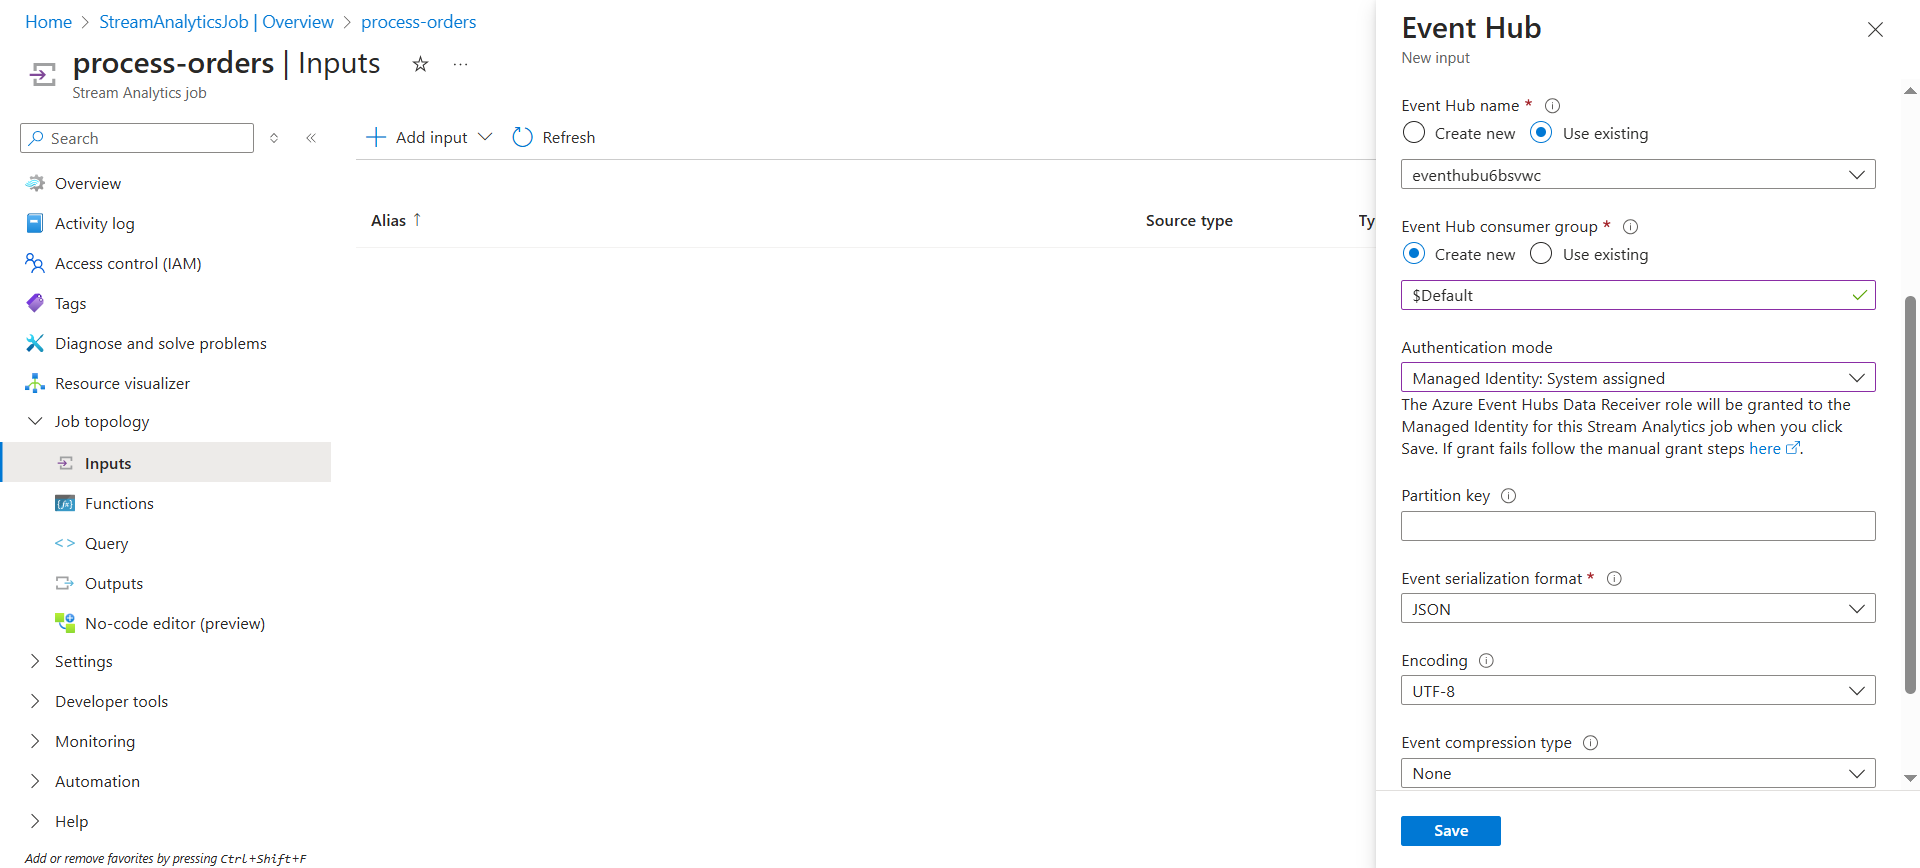 Home > StreamAnalyticsJob | Overview > process-orders
process-orders | Inputs
Stream Analytics job
Search
Overview
Activity log
Access control (IAM)
Tags
Diagnose and solve problems
Resource visualizer
Job topology
Inputs
Functions
Query
Outputs
No-code editor (preview)
Settings
Developer tools
Monitoring
Automation
Help
Add or remove favorites by pressing Ctrl+Shift+F
Add input
Refresh
Alias ↑ Source type Ty
Event Hub
New input
Event Hub name *
Create new Use existing
eventhubu6bsvwc
Event Hub consumer group *
Create new Use existing
$Default
Authentication mode
Managed Identity: System assigned
The Azure Event Hubs Data Receiver role will be granted to the
Managed Identity for this Stream Analytics job when you click
Save. If grant fails follow the manual grant steps here.
Partition key
Event serialization format *
JSON
Encoding
UTF-8
Event compression type
None
Save